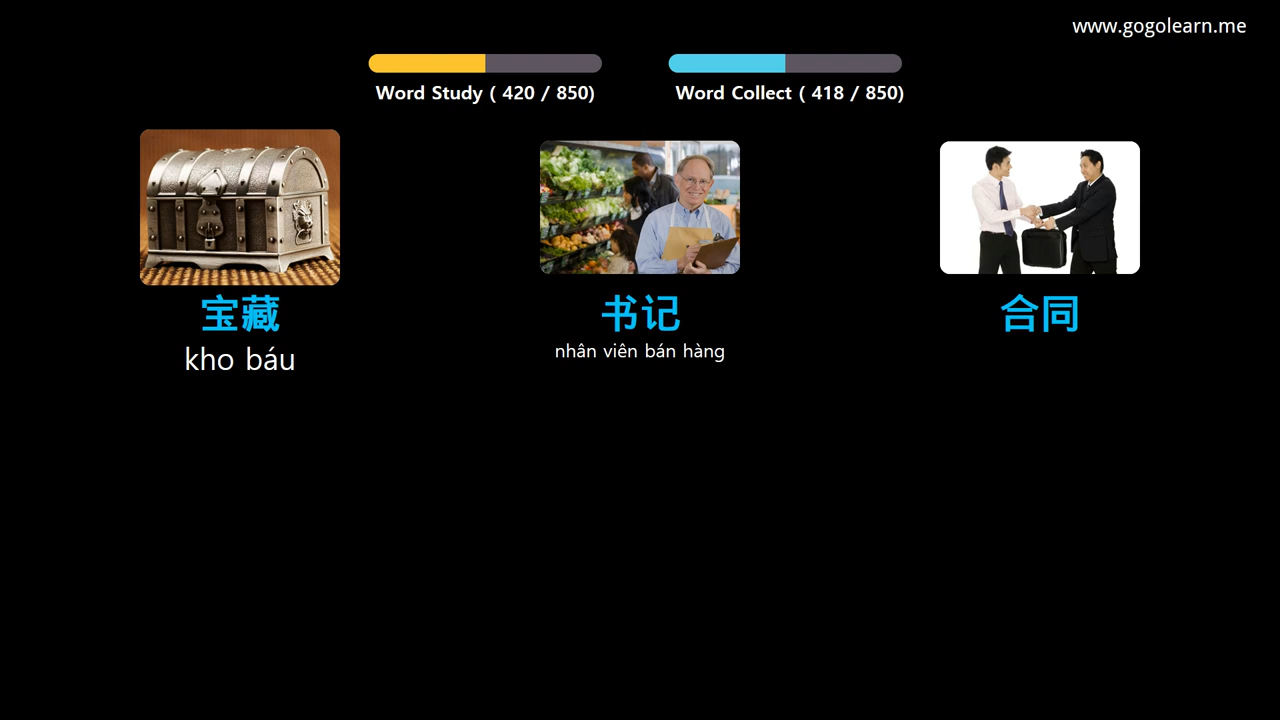 www.gogolearn.me
Word Study ( 420 / 850)
Word Collect ( 418 / 850)
宝藏
书记
合同
kho báu
nhân viên bán hàng